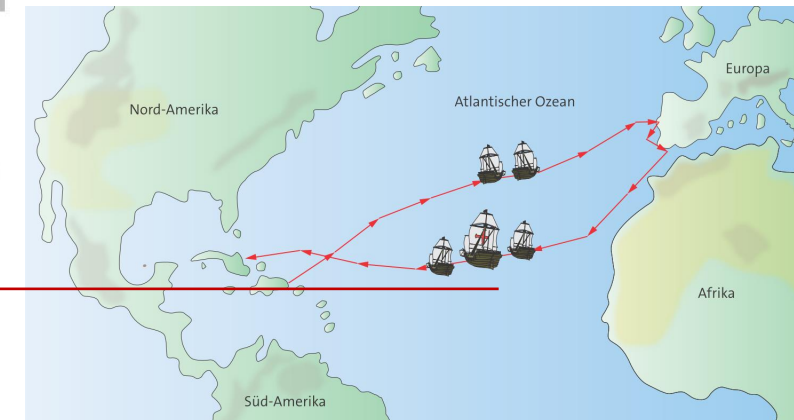 Europa
Atlantischer Ozean
Nord-Amerika
Afrika
Süd-Amerika